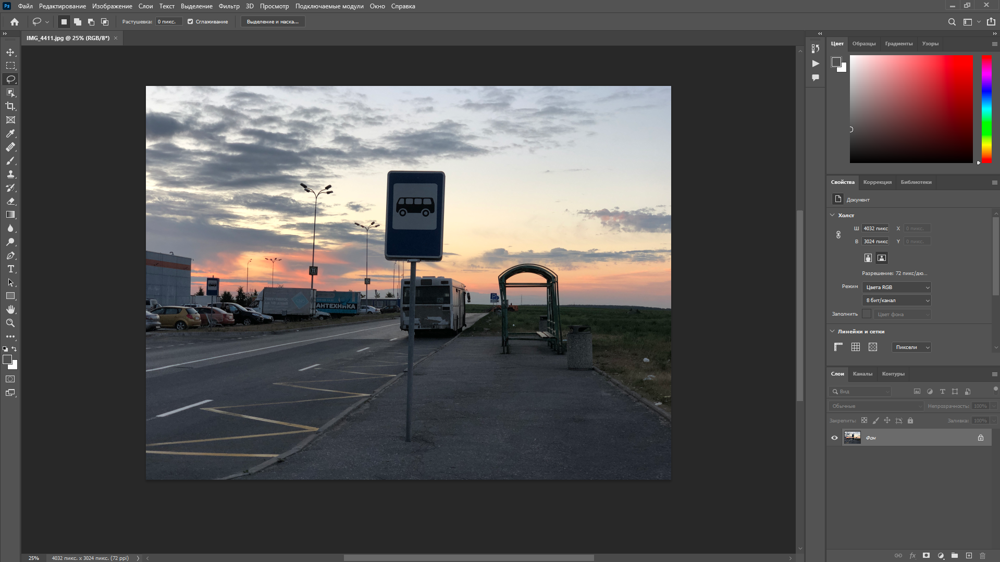 Ps Файл Редактирование Изображение Слои Текст Выделение Фильтр 3D Просмотр Подключаемые модули Окно Справка
Растушевка: 0 пикс. Сглаживание Выделение и маска...
IMG_4411.jpg @ 25% (RGB/8*)
Цвет Образцы Градиенты Узоры
Свойства Коррекция Библиотеки
Документ
Холст
Ш 4032 пикс X 0 пикс.
В 3024 пикс Y 0 пикс.
Разрешение: 72 пикс/дю...
Режим Цвета RGB
8 бит/канал
Заполнить Цвет фона
Линейки и сетки
Пиксели
Слои Каналы Контуры
Вид
Обычные Непрозрачность: 100%
Закрепить: Заливка: 100%
Фон
11
12
АНТЕХНИКА
P
25% 4032 пикс. x 3024 пикс. (72 ppi)
fx